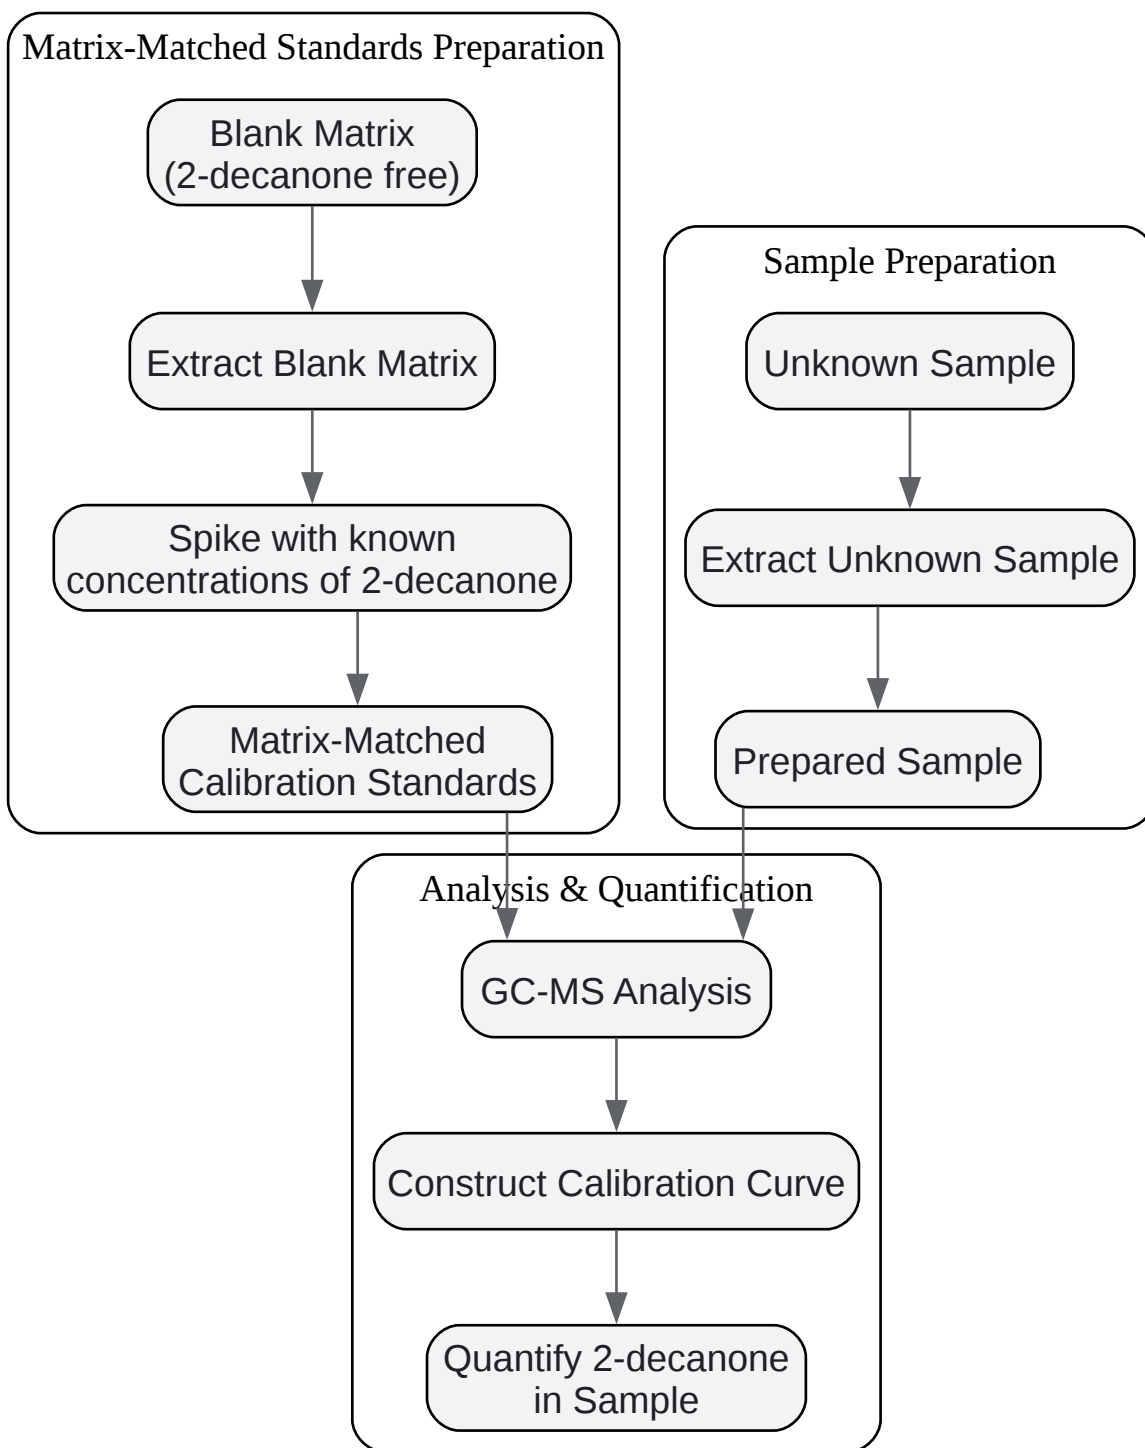 Matrix-Matched Standards Preparation
Blank Matrix
(2-decanone free)
Extract Blank Matrix
Spike with known
concentrations of 2-decanone
Matrix-Matched
Calibration Standards
Sample Preparation
Unknown Sample
Extract Unknown Sample
Prepared Sample
Analysis & Quantification
GC-MS Analysis
Construct Calibration Curve
Quantify 2-decanone
in Sample